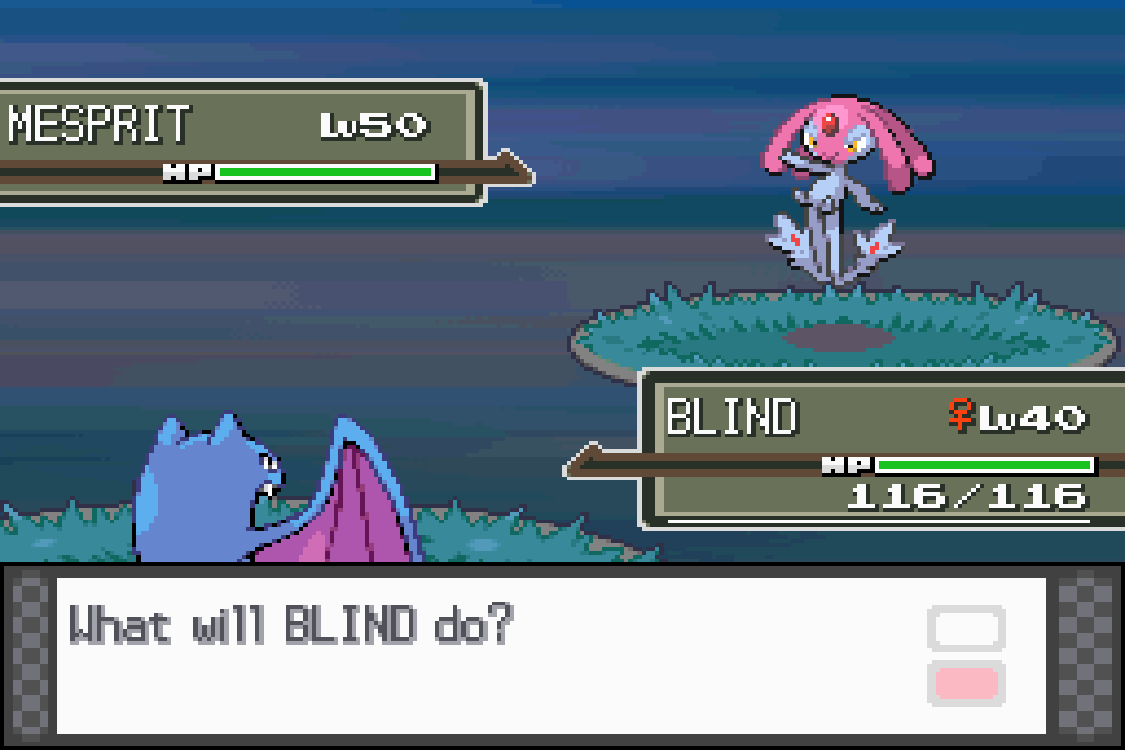 MESPRIT Lv50
HP
BLIND ♀Lv40
HP
116/116
What will BLIND do?